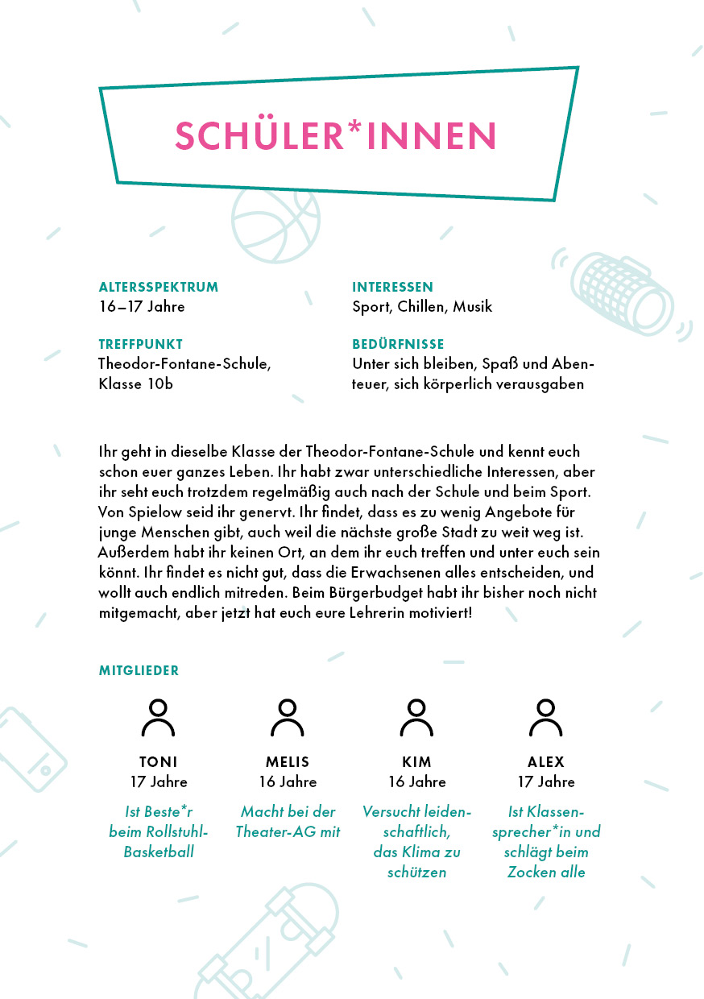 SCHÜLER*INNEN
ALTERSSPEKTRUM
16–17 Jahre
INTERESSEN
Sport, Chillen, Musik
TREFFPUNKT
Theodor-Fontane-Schule,
Klasse 10b
BEDÜRFNISSE
Unter sich bleiben, Spaß und Aben-
teuer, sich körperlich verausgaben
Ihr geht in dieselbe Klasse der Theodor-Fontane-Schule und kennt euch
schon euer ganzes Leben. Ihr habt zwar unterschiedliche Interessen, aber
ihr seht euch trotzdem regelmäßig auch nach der Schule und beim Sport.
Von Spielow seid ihr genervt. Ihr findet, dass es zu wenig Angebote für
junge Menschen gibt, auch weil die nächste große Stadt zu weit weg ist.
Außerdem habt ihr keinen Ort, an dem ihr euch treffen und unter euch sein
könnt. Ihr findet es nicht gut, dass die Erwachsenen alles entscheiden, und
wollt auch endlich mitreden. Beim Bürgerbudget habt ihr bisher noch nicht
mitgemacht, aber jetzt hat euch eure Lehrerin motiviert!
MITGLIEDER
TONI
17 Jahre
Ist Beste*r
beim Rollstuhl-
Basketball
MELIS
16 Jahre
Macht bei der
Theater-AG mit
KIM
16 Jahre
Versucht leiden-
schaftlich,
das Klima zu
schützen
ALEX
17 Jahre
Ist Klassen-
sprecher*in und
schlägt beim
Zocken alle